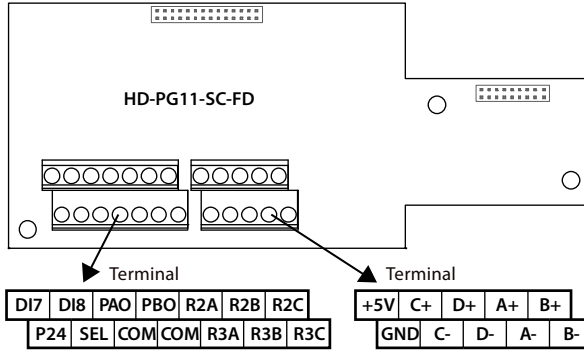 HD-PG11-SC-FD
Terminal Terminal
DI7 DI8 PAO PBO R2A R2B R2C +5V C+ D+ A+ B+
P24 SEL COM COM R3A R3B R3C GND C- D- A- B-